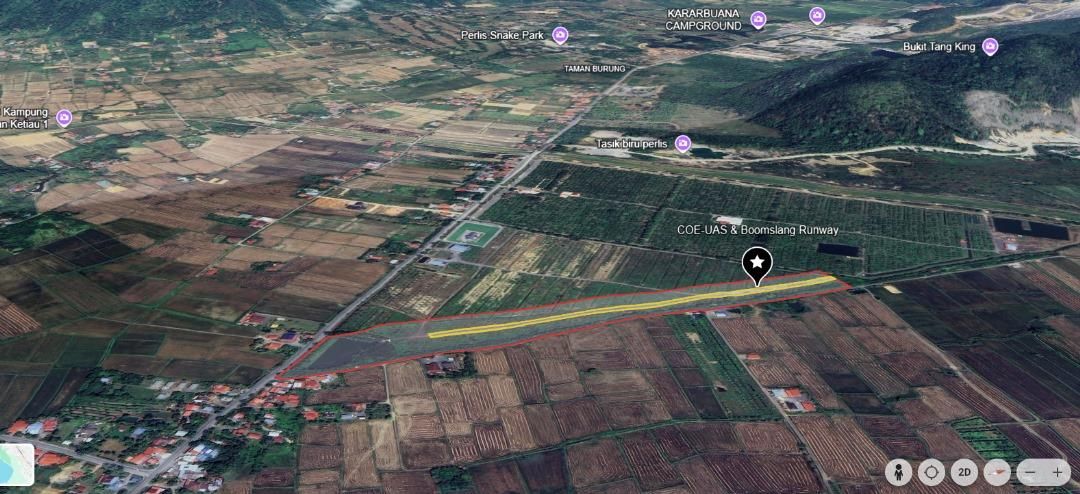 KARARBUANA
CAMPGROUND
Perlis Snake Park
Bukit Tang King
TAMAN BURUNG
Kampung
n Ketiau 1
Tasik biru perlis
COE-UAS & Boomslang Runway
2D